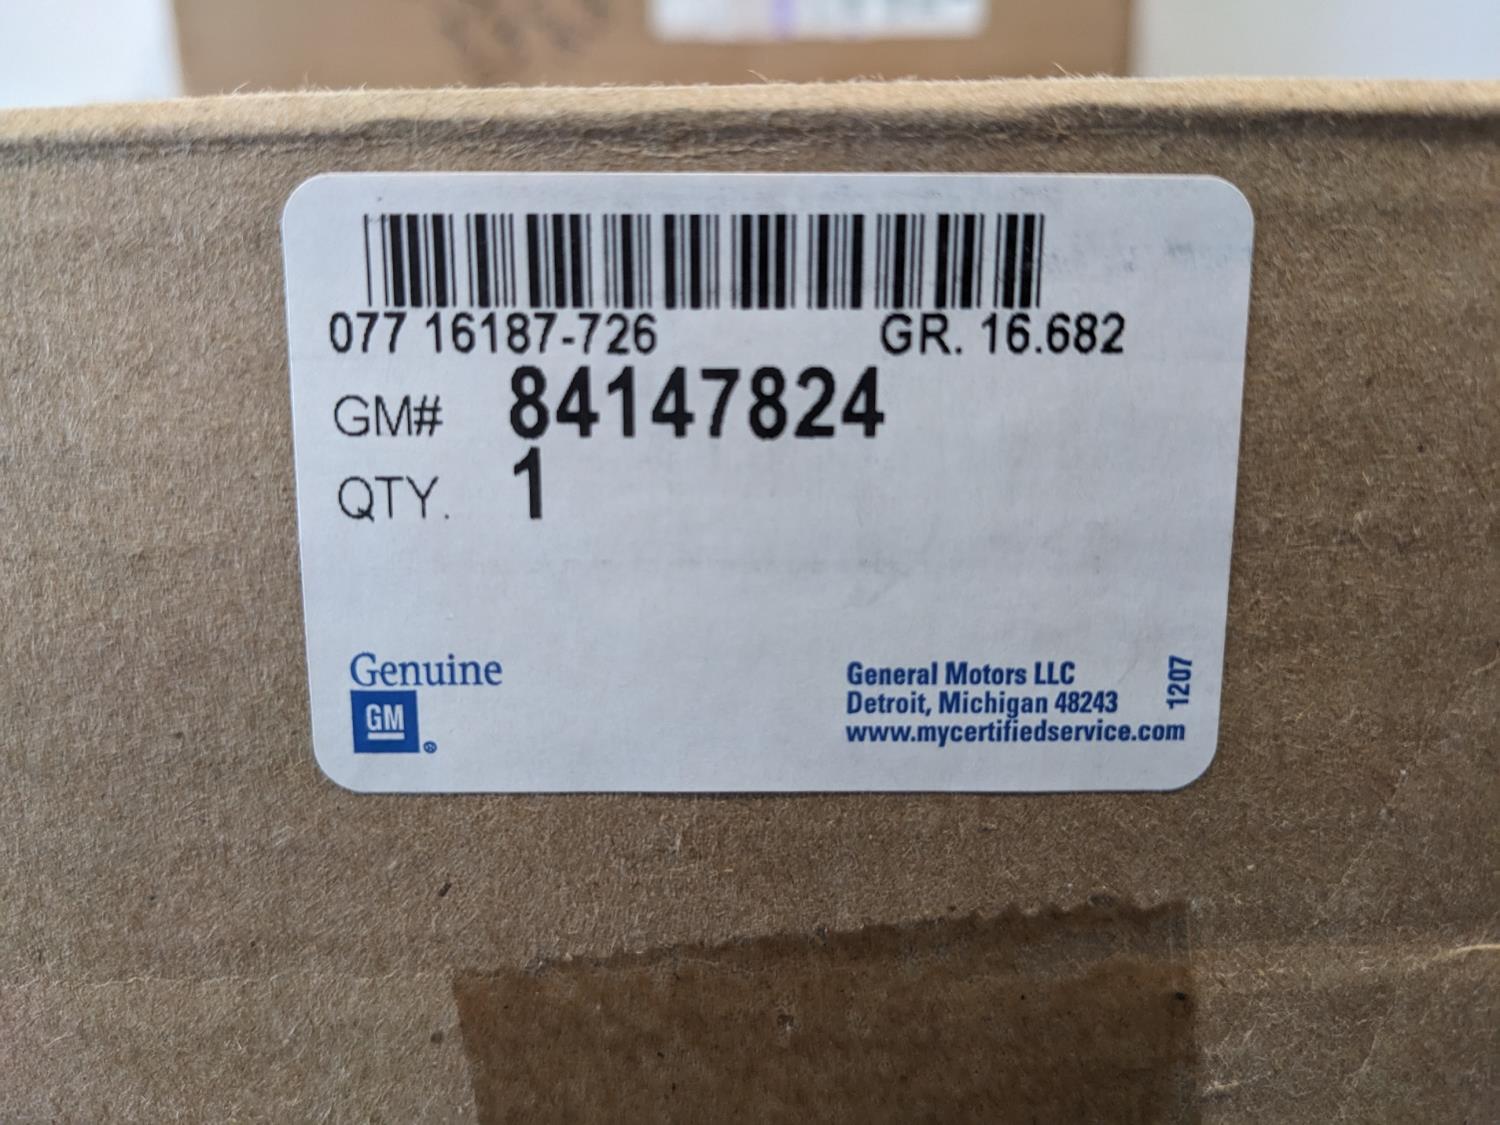 077 16187-726 GR. 16.682
GM# 84147824
QTY. 1
Genuine
GM
General Motors LLC
Detroit, Michigan 48243
www.mycertifiedservice.com
1207